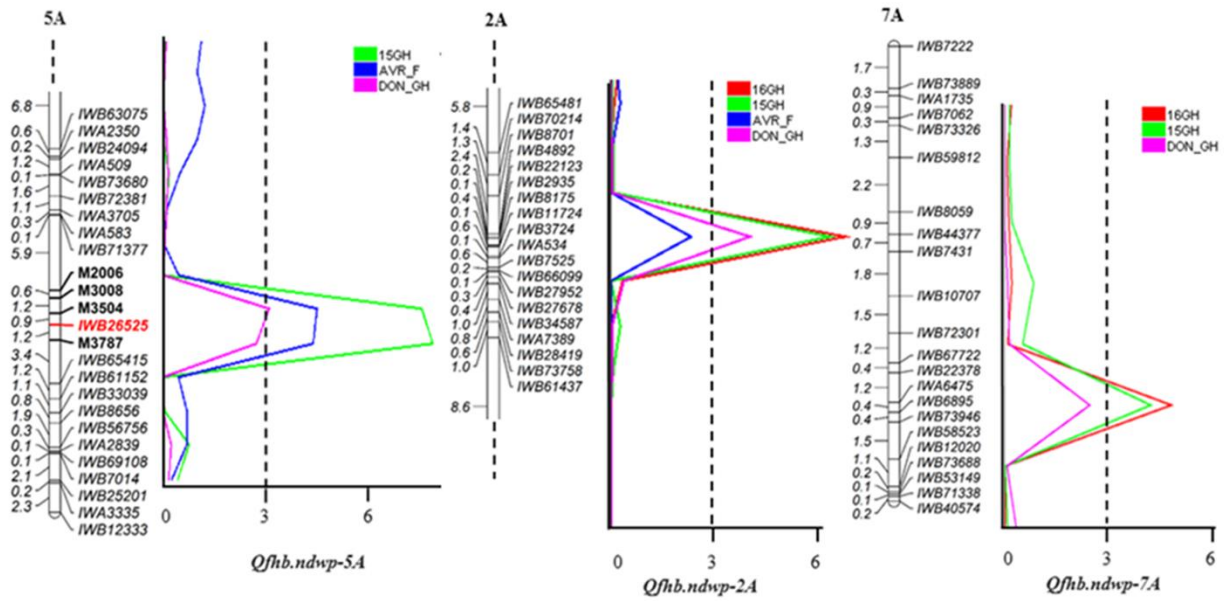 5A
6.8
0.6
0.2
1.2
0.1
1.6
1.1
0.3
0.1
5.9
0.6
1.2
0.9
1.2
3.4
1.2
1.1
0.8
1.9
0.3
0.1
0.1
2.1
0.2
2.3
IWB63075
IWA2350
IWB24094
IWA509
IWB73680
IWB72381
IWA3705
IWA583
IWB71377
M2006
M3008
M3504
IWB26525
M3787
IWB65415
IWB61152
IWB33039
IWB8656
IWB56756
IWA2839
IWB69108
IWB7014
IWB25201
IWA3335
IWB12333
15GH
AVR_F
DON_GH
0 3 6
Qfhb.ndwp-5A
2A
5.8
1.4
1.3
2.4
0.2
0.1
0.4
0.1
0.6
0.1
0.6
0.2
0.1
0.3
0.4
1.0
0.8
0.6
1.0
8.6
IWB65481
IWB70214
IWB8701
IWB4892
IWB22123
IWB2935
IWB8175
IWB11724
IWB3724
IWA534
IWB7525
IWB66099
IWB27952
IWB27678
IWB34587
IWA7389
IWB28419
IWB73758
IWB61437
16GH
15GH
AVR_F
DON_GH
0 3 6
Qfhb.ndwp-2A
7A
1.7
0.3
0.9
0.3
1.3
2.2
0.9
0.7
1.8
1.5
1.2
0.4
1.2
0.4
0.4
1.5
1.1
0.2
0.1
0.1
0.2
IWB7222
IWB73889
IWA1735
IWB7062
IWB73326
IWB59812
IWB8059
IWB44377
IWB7431
IWB10707
IWB72301
IWB67722
IWB22378
IWA6475
IWB6895
IWB73946
IWB58523
IWB12020
IWB73688
IWB53149
IWB71338
IWB40574
16GH
15GH
DON_GH
0 3 6
Qfhb.ndwp-7A